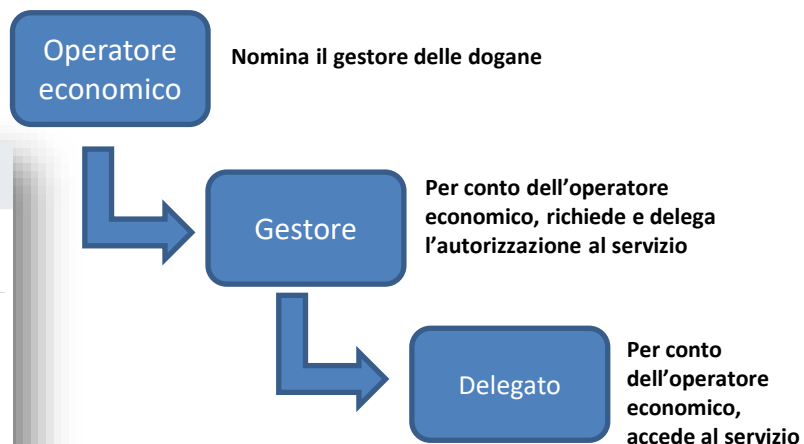 Operatore
economico
Nomina il gestore delle dogane
Gestore
Per conto dell'operatore
economico, richiede e delega
l'autorizzazione al servizio
Delegato
Per conto
dell'operatore
economico,
accede al servizio